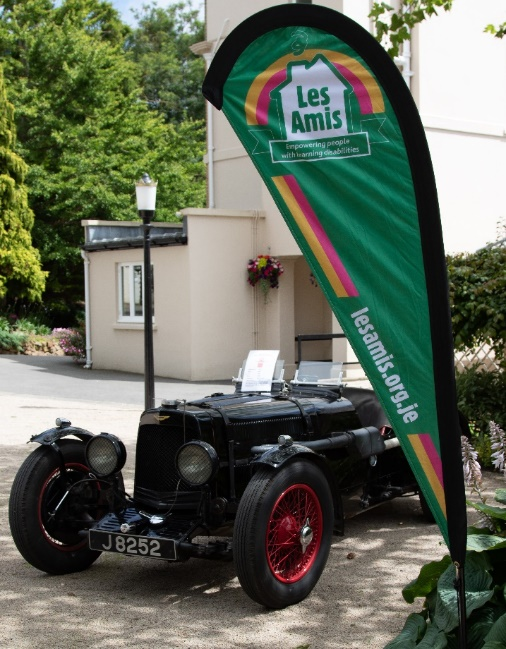 Les
Amis
Empowering people
with learning disabilities
lesamis.org.je
J 8252